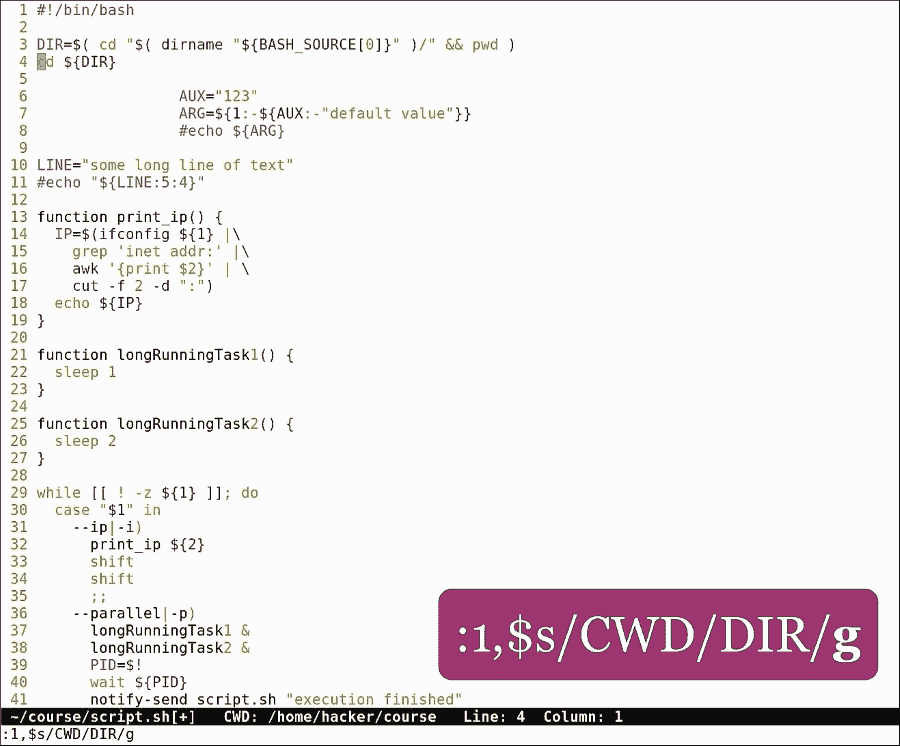 1 #!/bin/bash
2
3 DIR=$( cd "$( dirname "${BASH_SOURCE[0]}" )/" && pwd )
4 cd ${DIR}
5
6                 AUX="123"
7                 ARG=${1:-${AUX:-"default value"}}
8                 #echo ${ARG}
9
10 LINE="some long line of text"
11 #echo "${LINE:5:4}"
12
13 function print_ip() {
14   IP=$(ifconfig ${1} |\
15     grep 'inet addr:' |\
16     awk '{print $2}' | \
17     cut -f 2 -d ":")
18   echo ${IP}
19 }
20
21 function longRunningTask1() {
22   sleep 1
23 }
24
25 function longRunningTask2() {
26   sleep 2
27 }
28
29 while [[ ! -z ${1} ]]; do
30   case "$1" in
31     --ip|-i)
32       print_ip ${2}
33       shift
34       shift
35       ;;
36     --parallel|-p)
37       longRunningTask1 &
38       longRunningTask2 &
39       PID=$!
40       wait ${PID}
41       notify-send script.sh "execution finished"
:1,$s/CWD/DIR/g
~/course/script.sh[+]   CWD: /home/hacker/course   Line: 4  Column: 1
:1,$s/CWD/DIR/g